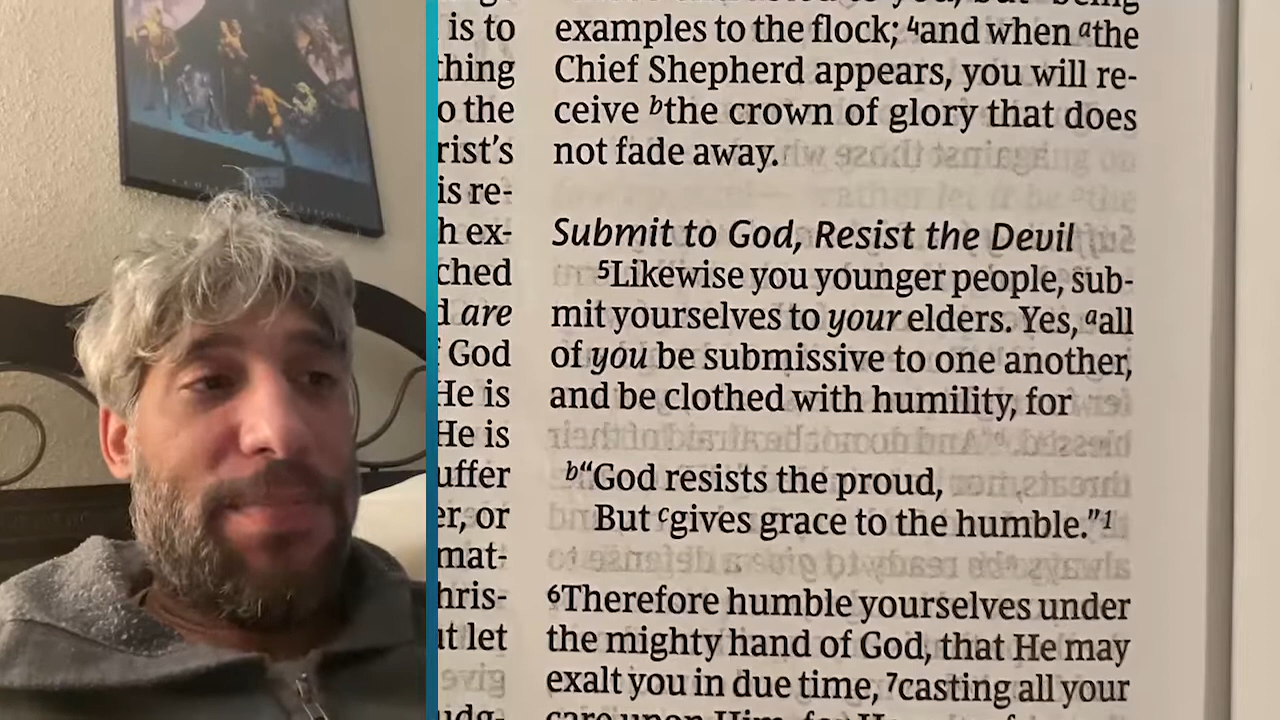 is to
thing
o the
rist's
is re-
h ex-
ched
d are
God
He is
He is
uffer
er, or
mat-
hris-
ut let
examples to the flock; ⁴and when ᵃthe
Chief Shepherd appears, you will re-
ceive ᵇthe crown of glory that does
not fade away.
Submit to God, Resist the Devil
⁵Likewise you younger people, sub-
mit yourselves to your elders. Yes, ᵃall
of you be submissive to one another,
and be clothed with humility, for
ᵇ“God resists the proud,
But ᶜgives grace to the humble.”¹
⁶Therefore humble yourselves under
the mighty hand of God, that He may
exalt you in due time, ⁷casting all your